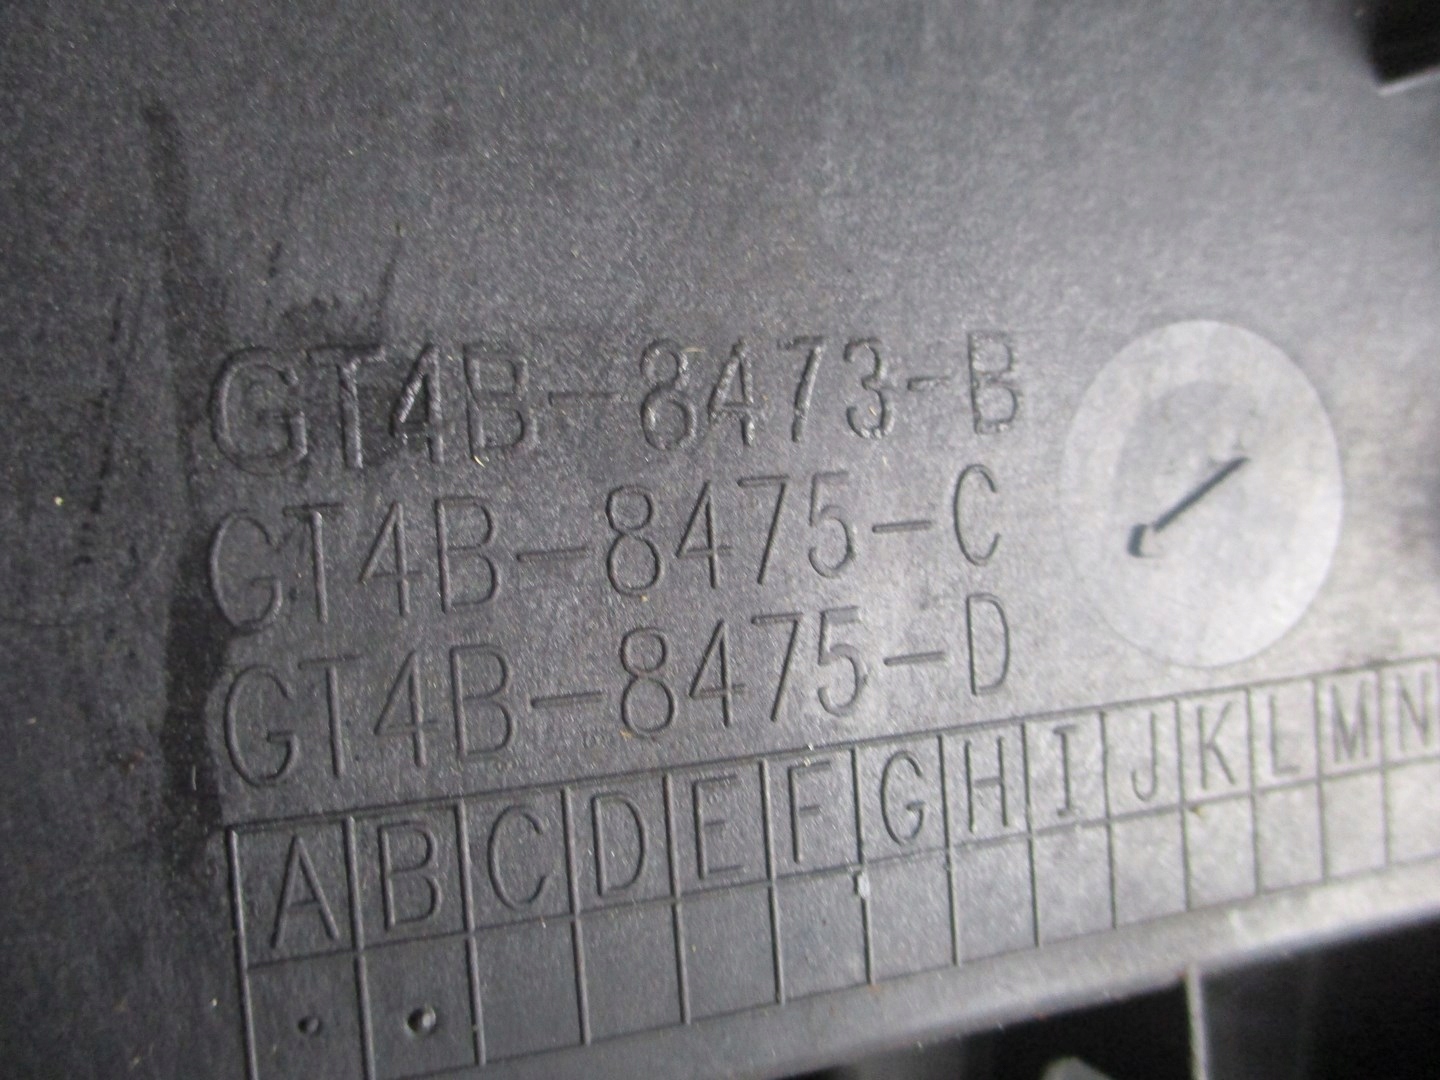 GT4B-8473-B
GT4B-8475-C
GT4B-8475-D
A B C D E F G H I J K L M N